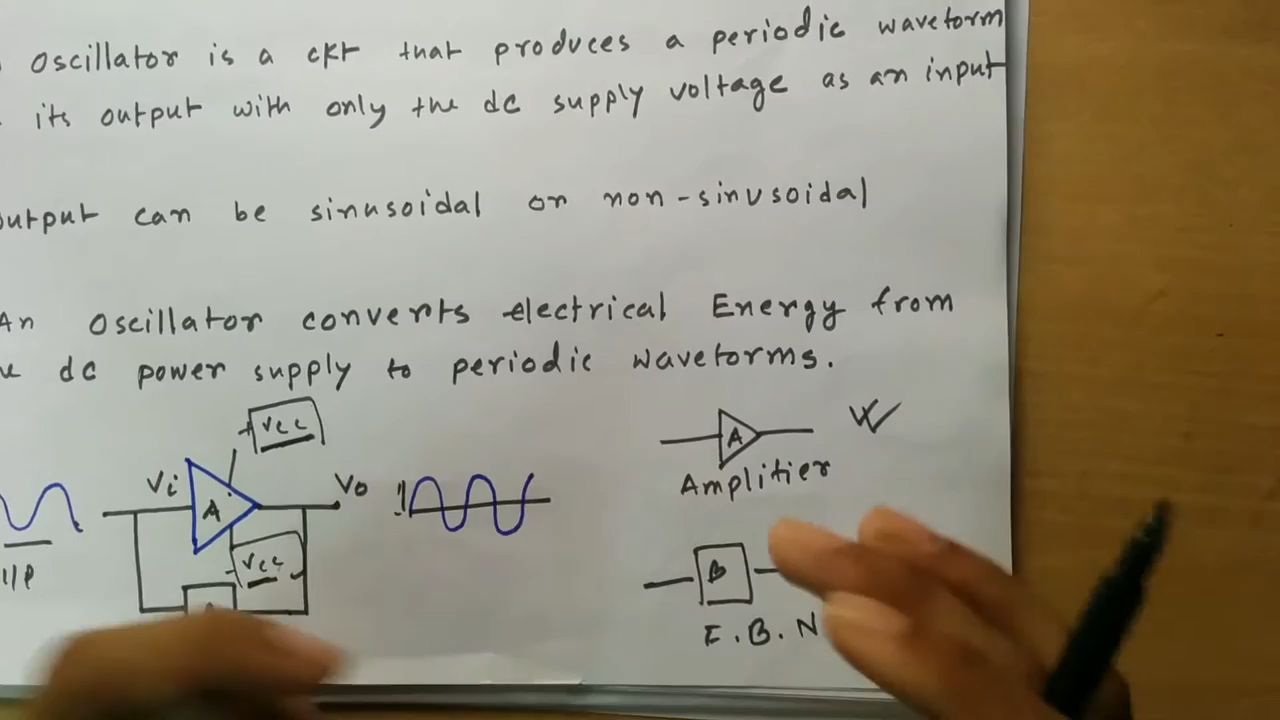 Oscillator is a ckt that produces a periodic waveform
its output with only the dc supply voltage as an input
output can be sinusoidal or non-sinusoidal
An Oscillator converts electrical Energy from
dc power supply to periodic waveforms.
+Vcc
A
Amplifier
Vi
A
Vo
I/P
-Vcc
B
F.B.N